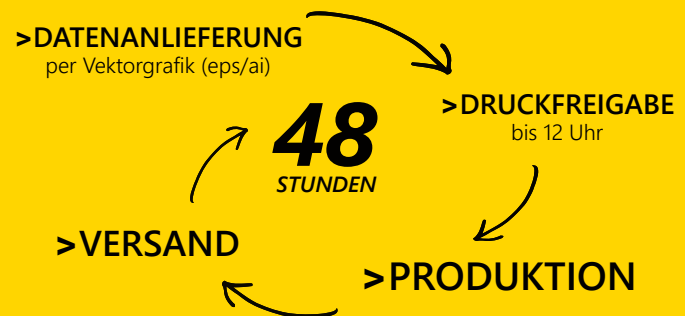 >DATENANLIEFERUNG
per Vektorgrafik (eps/ai)
>DRUCKFREIGABE
bis 12 Uhr
48
STUNDEN
>VERSAND
>PRODUKTION